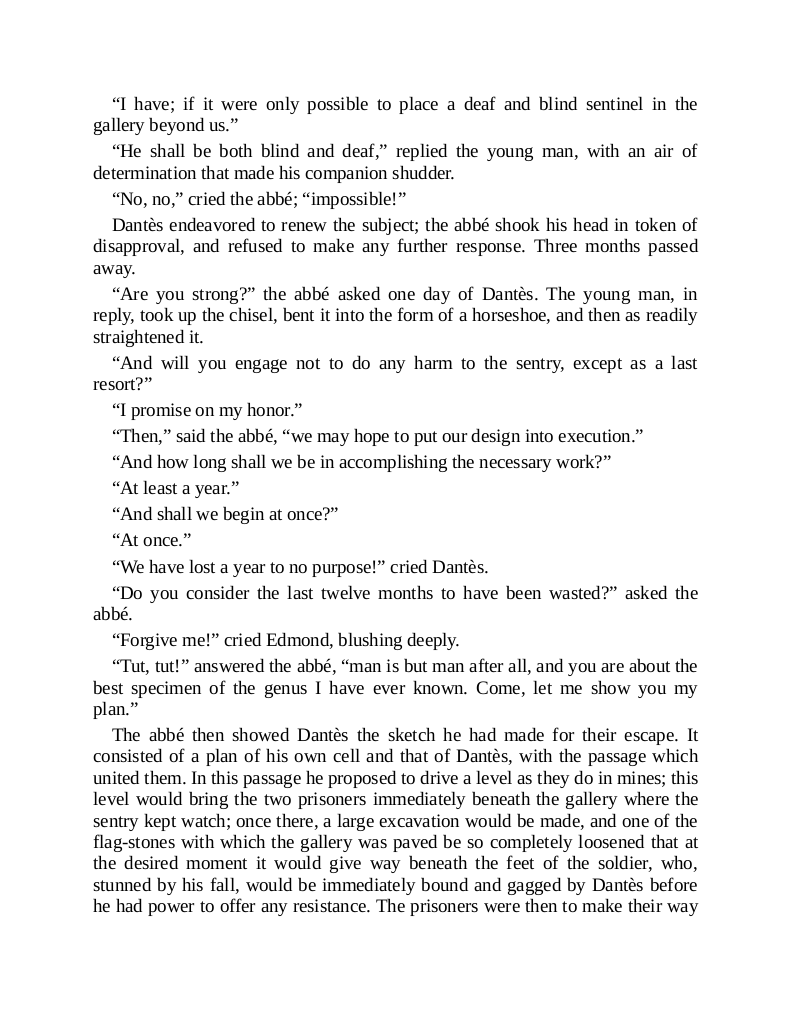 “I have; if it were only possible to place a deaf and blind sentinel in the
gallery beyond us.”
“He shall be both blind and deaf,” replied the young man, with an air of
determination that made his companion shudder.
“No, no,” cried the abbé; “impossible!”
Dantès endeavored to renew the subject; the abbé shook his head in token of
disapproval, and refused to make any further response. Three months passed
away.
“Are you strong?” the abbé asked one day of Dantès. The young man, in
reply, took up the chisel, bent it into the form of a horseshoe, and then as readily
straightened it.
“And will you engage not to do any harm to the sentry, except as a last
resort?”
“I promise on my honor.”
“Then,” said the abbé, “we may hope to put our design into execution.”
“And how long shall we be in accomplishing the necessary work?”
“At least a year.”
“And shall we begin at once?”
“At once.”
“We have lost a year to no purpose!” cried Dantès.
“Do you consider the last twelve months to have been wasted?” asked the
abbé.
“Forgive me!” cried Edmond, blushing deeply.
“Tut, tut!” answered the abbé, “man is but man after all, and you are about the
best specimen of the genus I have ever known. Come, let me show you my
plan.”
The abbé then showed Dantès the sketch he had made for their escape. It
consisted of a plan of his own cell and that of Dantès, with the passage which
united them. In this passage he proposed to drive a level as they do in mines; this
level would bring the two prisoners immediately beneath the gallery where the
sentry kept watch; once there, a large excavation would be made, and one of the
flag-stones with which the gallery was paved be so completely loosened that at
the desired moment it would give way beneath the feet of the soldier, who,
stunned by his fall, would be immediately bound and gagged by Dantès before
he had power to offer any resistance. The prisoners were then to make their way